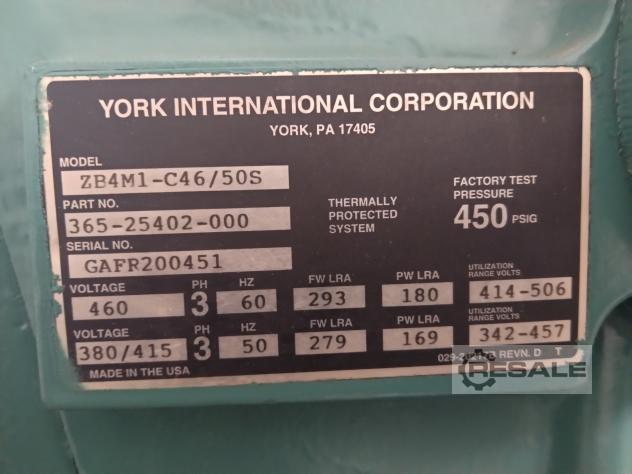 YORK INTERNATIONAL CORPORATION
YORK, PA 17405
MODEL
ZB4M1-C46/50S
PART NO.
365-25402-000
SERIAL NO.
GAFR200451
THERMALLY
PROTECTED
SYSTEM
FACTORY TEST
PRESSURE
450 PSIG
VOLTAGE PH HZ FW LRA PW LRA UTILIZATION RANGE VOLTS
460 3 60 293 180 414-506
VOLTAGE PH HZ FW LRA PW LRA UTILIZATION RANGE VOLTS
380/415 3 50 279 169 342-457
MADE IN THE USA
REVN. D T
RESALE